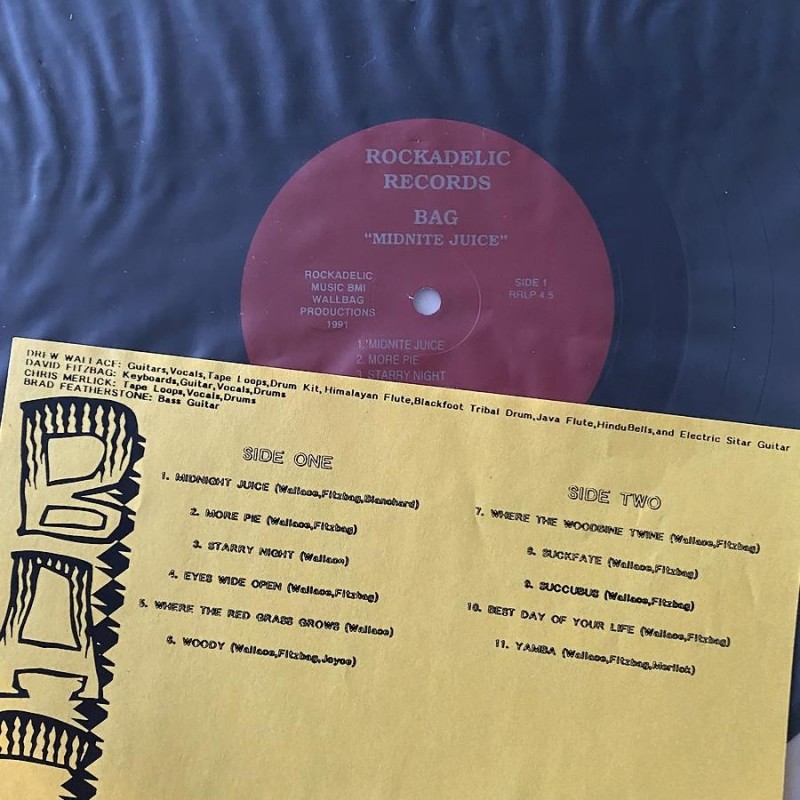 ROCKADELIC
RECORDS
BAG
"MIDNITE JUICE"
ROCKADELIC
MUSIC BMI
WALLBAG
PRODUCTIONS
1991
SIDE 1
RRLP 4.5
1. MIDNITE JUICE
2. MORE PIE
3. STARRY NIGHT
DREW WALLACE: Guitars,Vocals,Tape Loops,Drum Kit,Himalayan Flute,Blackfoot Tribal Drum,Java Flute,HinduBells,and Electric Sitar Guitar
DAVID FITZBAG: Keyboards,Guitar,Vocals,Drums
CHRIS MERLICK: Tape Loops,Vocals,Drums
BRAD FEATHERSTONE: Bass Guitar
BAG
SIDE ONE
1. MIDNIGHT JUICE (Wallace,Fitzbag,Blanchard)
2. MORE PIE (Wallace,Fitzbag)
3. STARRY NIGHT (Wallace)
4. EYES WIDE OPEN (Wallace,Fitzbag)
5. WHERE THE RED GRASS GROWS (Wallace)
6. WOODY (Wallace,Fitzbag,Joyce)
SIDE TWO
7. WHERE THE WOODBINE TWINE (Wallace,Fitzbag)
8. SUCKFATE (Wallace,Fitzbag)
9. SUCCUBUS (Wallace,Fitzbag)
10. BEST DAY OF YOUR LIFE (Wallace,Fitzbag)
11. YAMBA (Wallace,Fitzbag,Merlick)